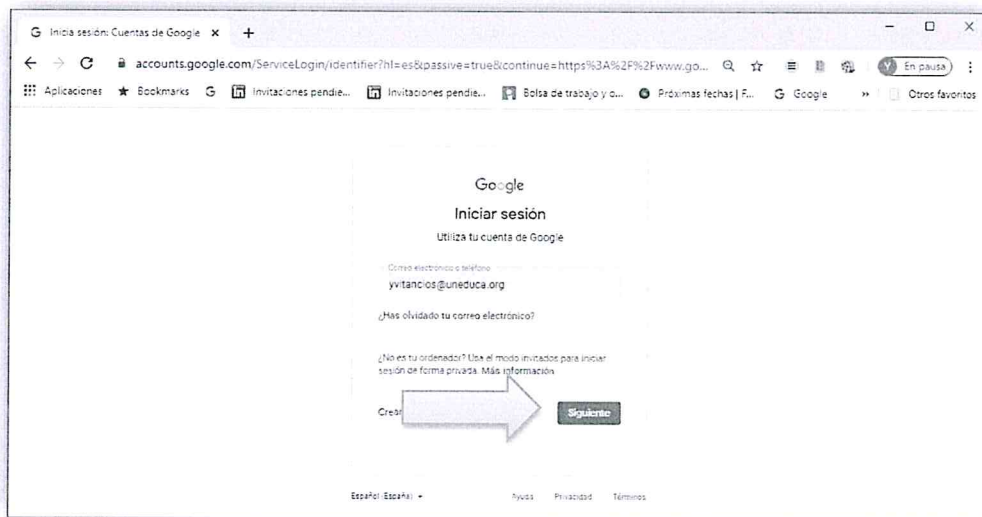 G Inicia sesión: Cuentas de Google × +
accounts.google.com/ServiceLogin/identifier?hl=es&passive=true&continue=https%3A%2F%2Fwww.go... En pausa
Aplicaciones Bookmarks G Invitaciones pendie... Invitaciones pendie... Bolsa de trabajo y o... Próximas fechas | F... G Google » Otros favoritos
Google
Iniciar sesión
Utiliza tu cuenta de Google
Correo electrónico o teléfono
yvitancios@uneduca.org
¿Has olvidado tu correo electrónico?
¿No es tu ordenador? Usa el modo invitados para iniciar
sesión de forma privada. Más información
Crear
Siguiente
Español (España) Ayuda Privacidad Términos